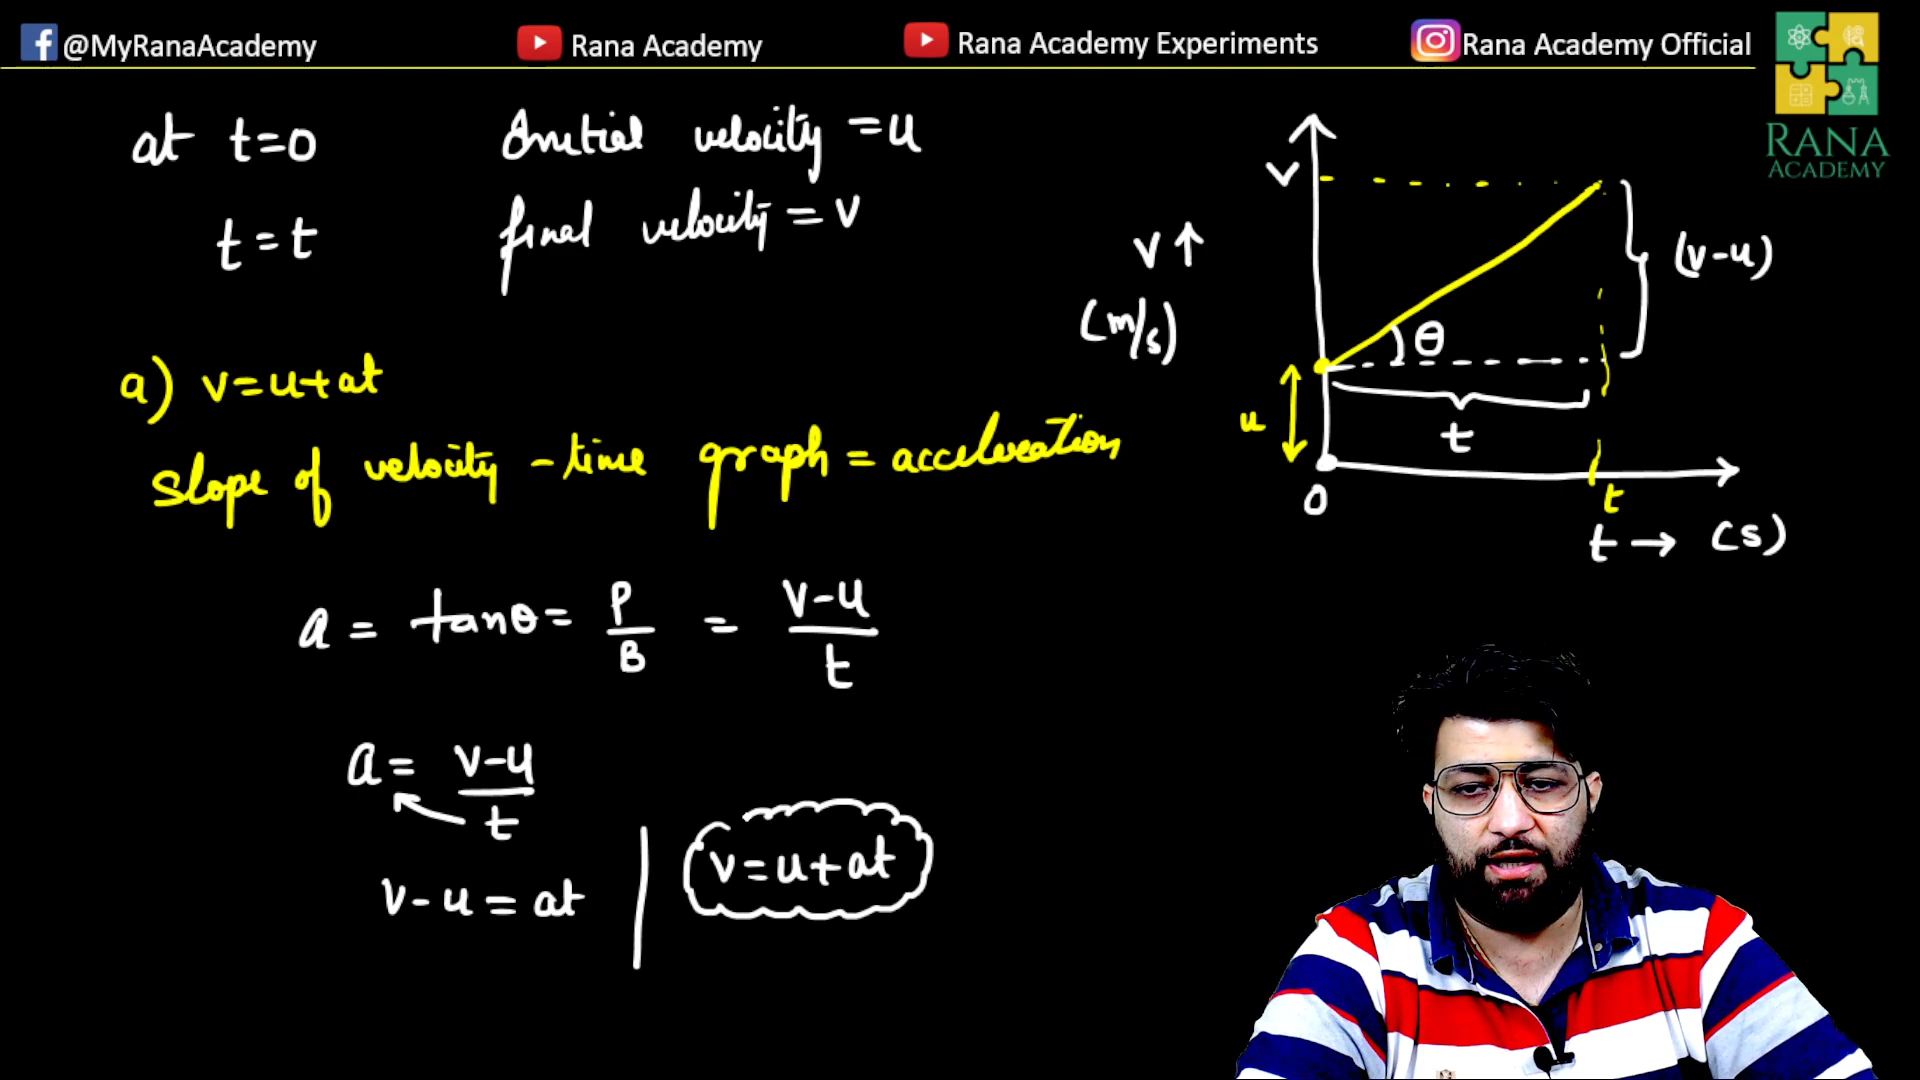 @MyRanaAcademy
Rana Academy
Rana Academy Experiments
Rana Academy Official
RANA
ACADEMY
at t=0 Initial velocity = u
t=t final velocity = v
a) v=u+at
Slope of velocity - time graph = acceleration
a = tanθ = P/B = v-u/t
a = v-u/t
v-u = at
v=u+at
v
v ↑
(m/s)
(v-u)
θ
u
t
0
t
t → (s)